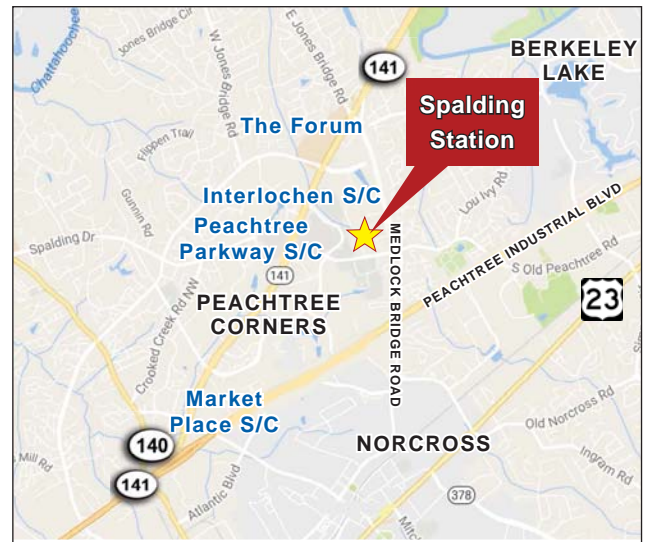 Chattahoochee
Jones Bridge Cir
W Jones Bridge Rd
E Jones Bridge Rd
141
BERKELEY
LAKE
Spalding
Station
The Forum
Flippen Trail
Interlochen S/C
Lou Ivy Rd
Gunnin Rd
Peachtree
Parkway S/C
Spalding Dr
MEDLOCK BRIDGE ROAD
PEACHTREE INDUSTRIAL BLVD
S Old Peachtree Rd
141
23
PEACHTREE
CORNERS
Crooked Creek Rd NW
Market
Place S/C
Old Norcross Rd
140
NORCROSS
Mill Rd
Ingram Rd
141
Atlantic Blvd
378